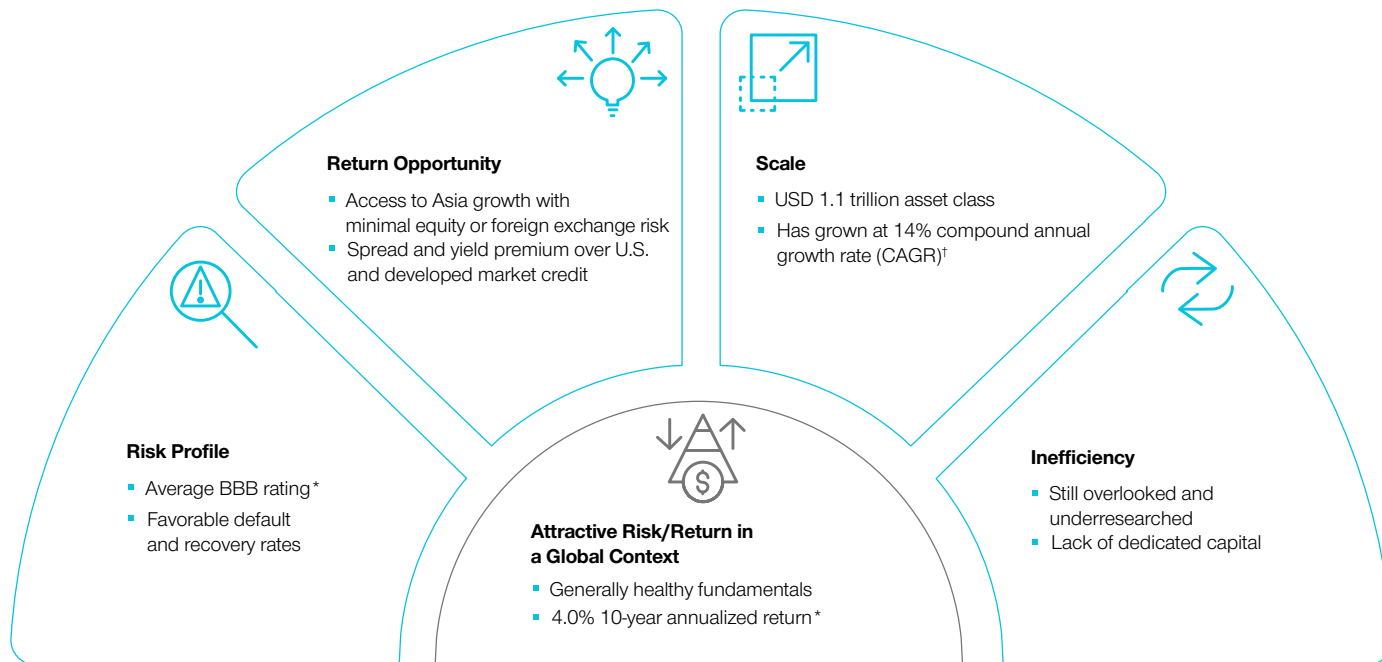 Return Opportunity
▪ Access to Asia growth with
minimal equity or foreign exchange risk
▪ Spread and yield premium over U.S.
and developed market credit
Scale
▪ USD 1.1 trillion asset class
▪ Has grown at 14% compound annual
growth rate (CAGR)†
Risk Profile
▪ Average BBB rating*
▪ Favorable default
and recovery rates
$
Attractive Risk/Return in
a Global Context
▪ Generally healthy fundamentals
▪ 4.0% 10-year annualized return*
Inefficiency
▪ Still overlooked and
underresearched
▪ Lack of dedicated capital